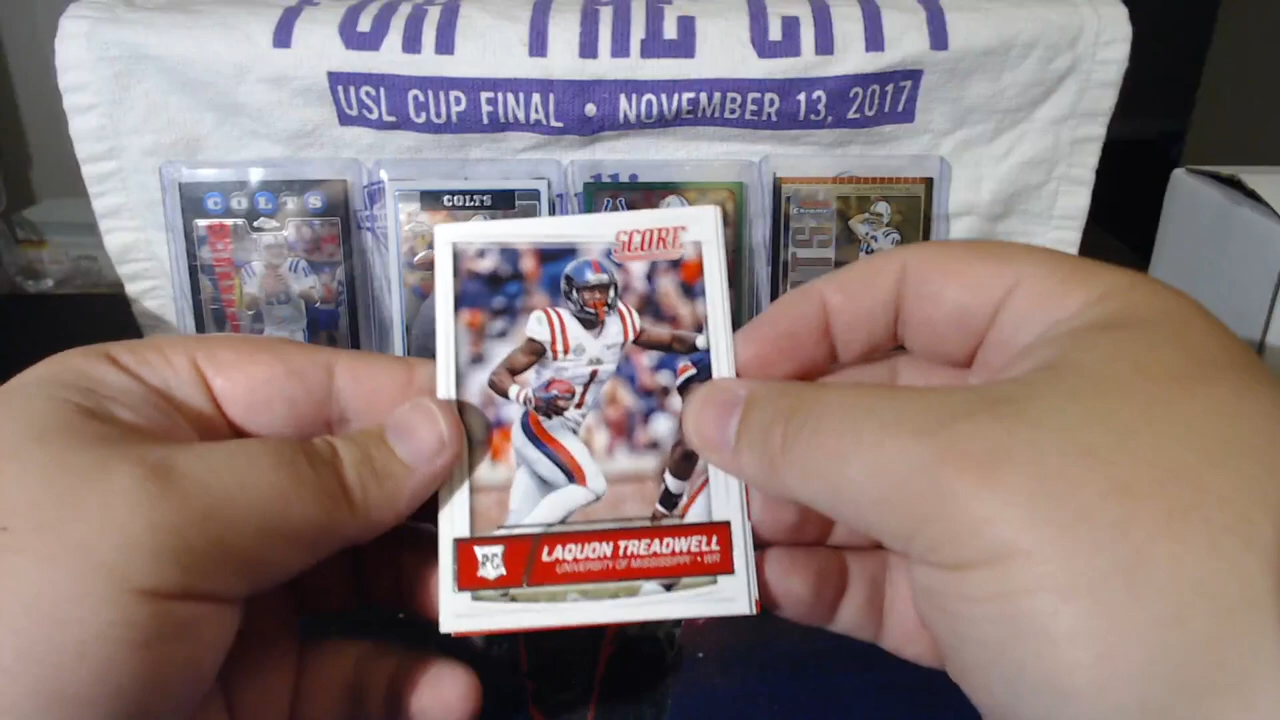 FOR THE CITY
USL CUP FINAL • NOVEMBER 13, 2017
COLTS
COLTS
SCORE
1
RC
LAQUON TREADWELL
UNIVERSITY OF MISSISSIPPI • WR